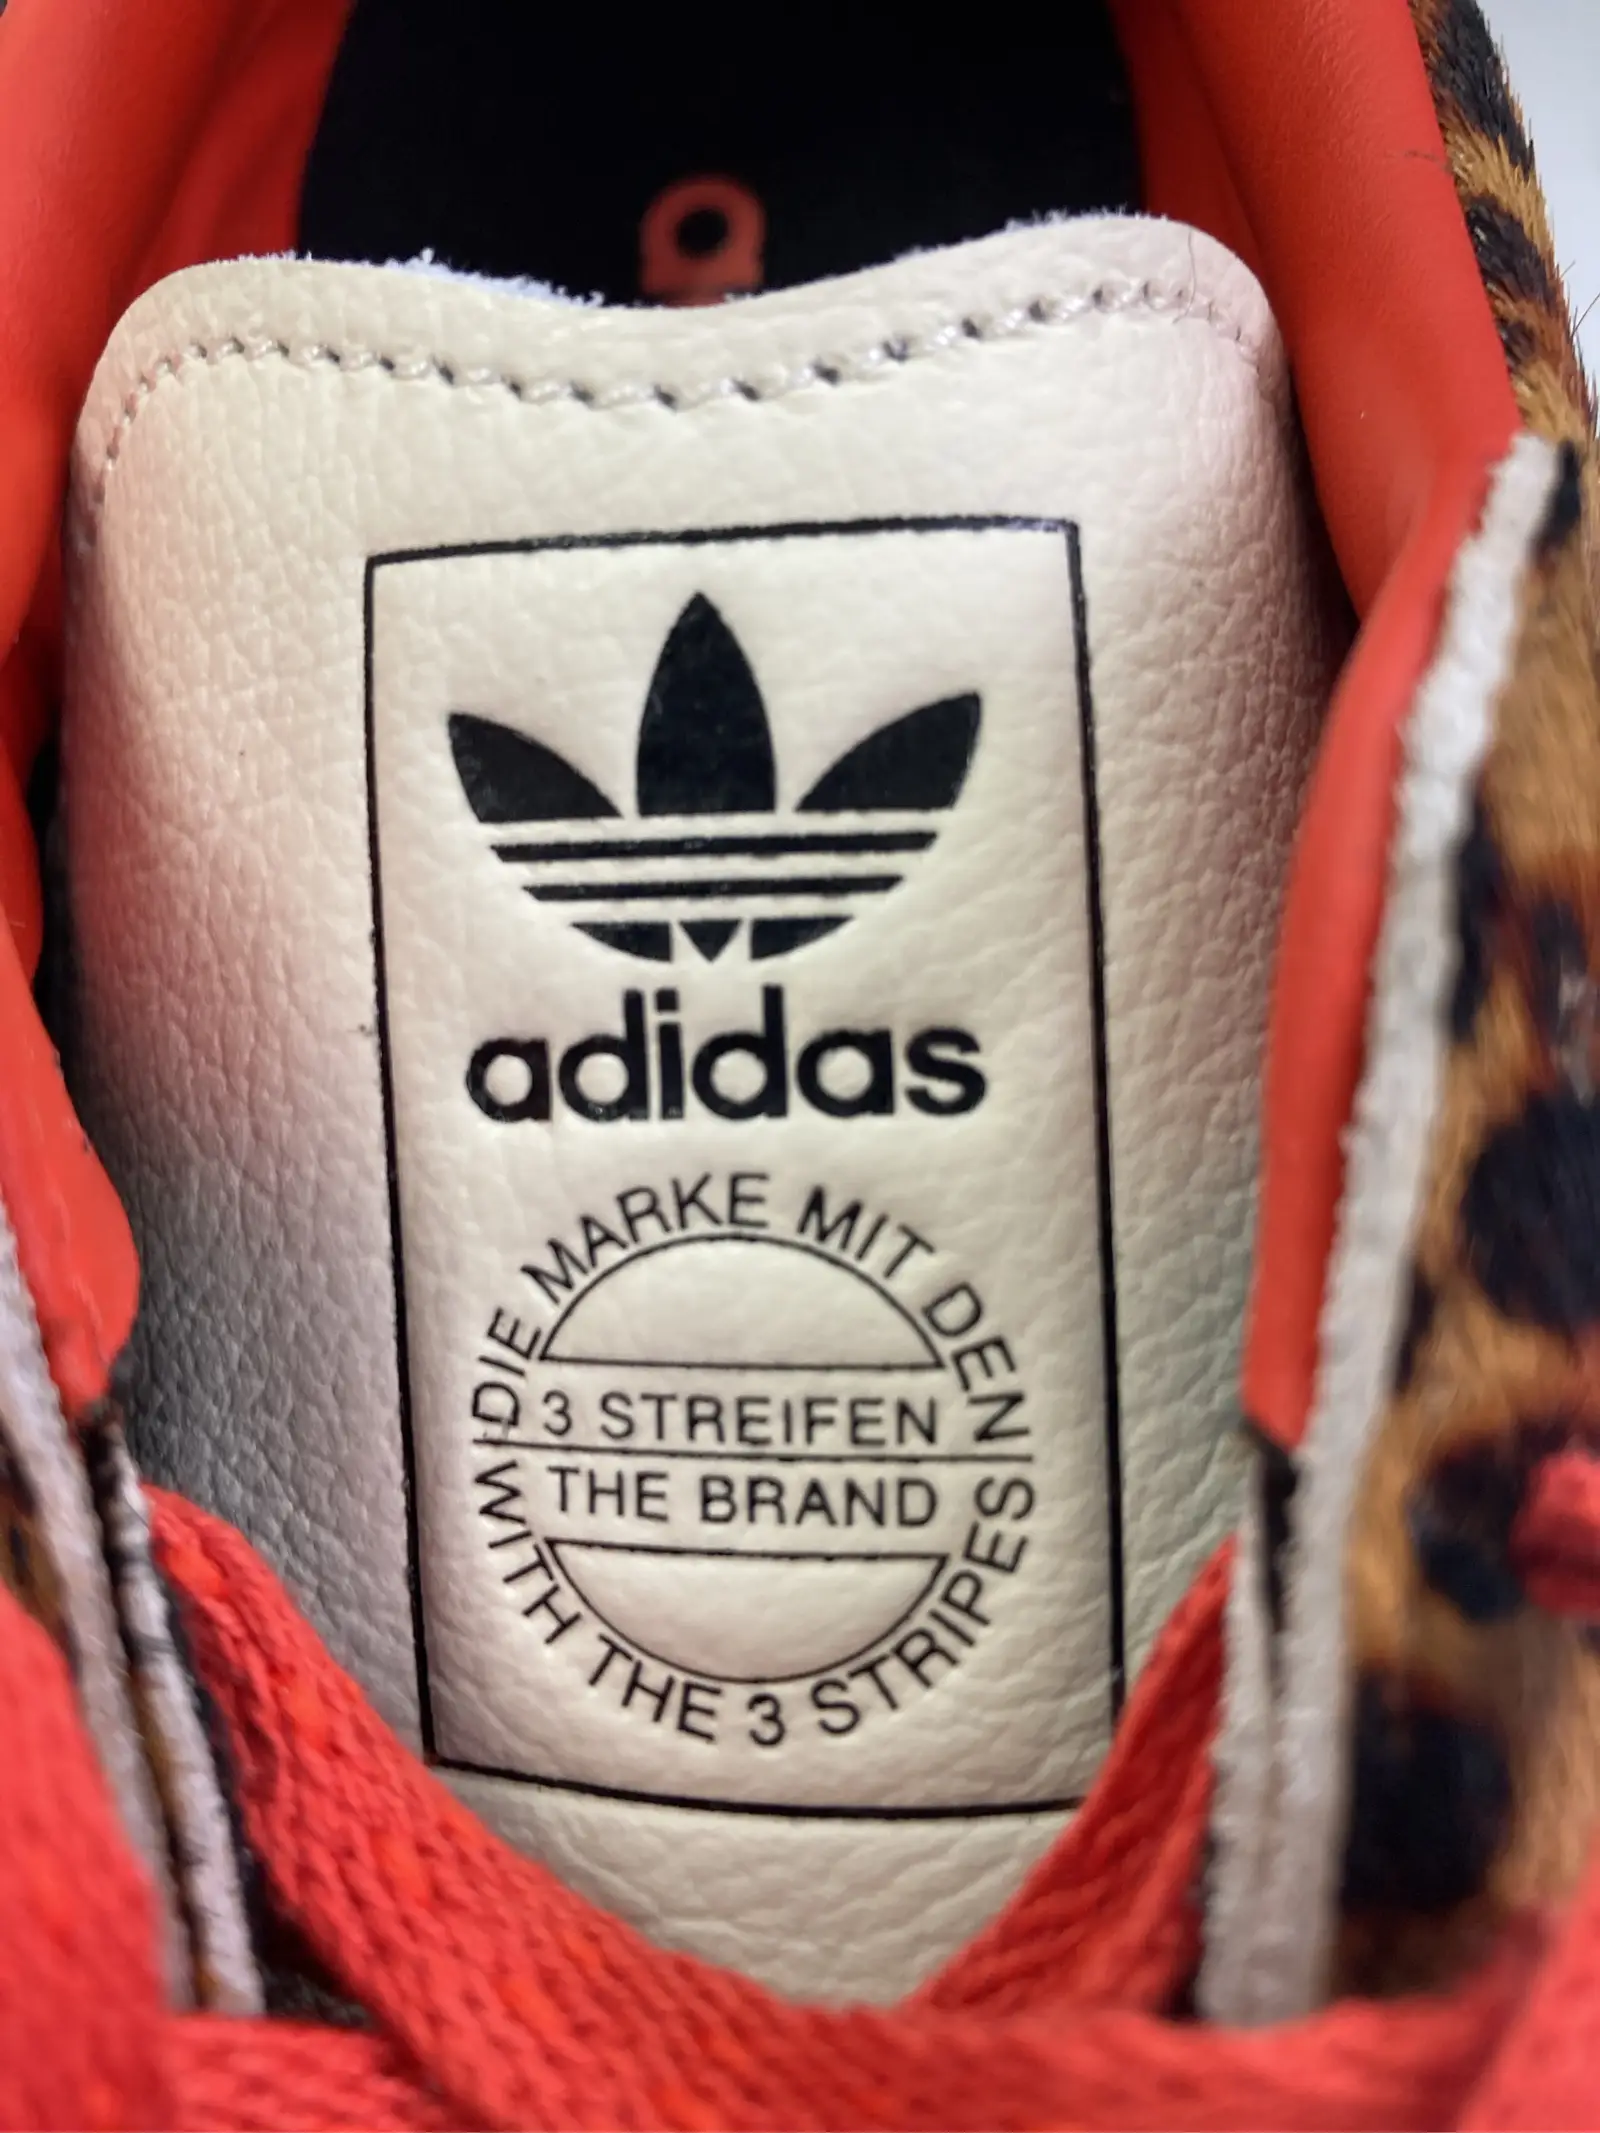 adidas
DIE MARKE MIT DEN
3 STREIFEN
THE BRAND
WITH THE 3 STRIPES